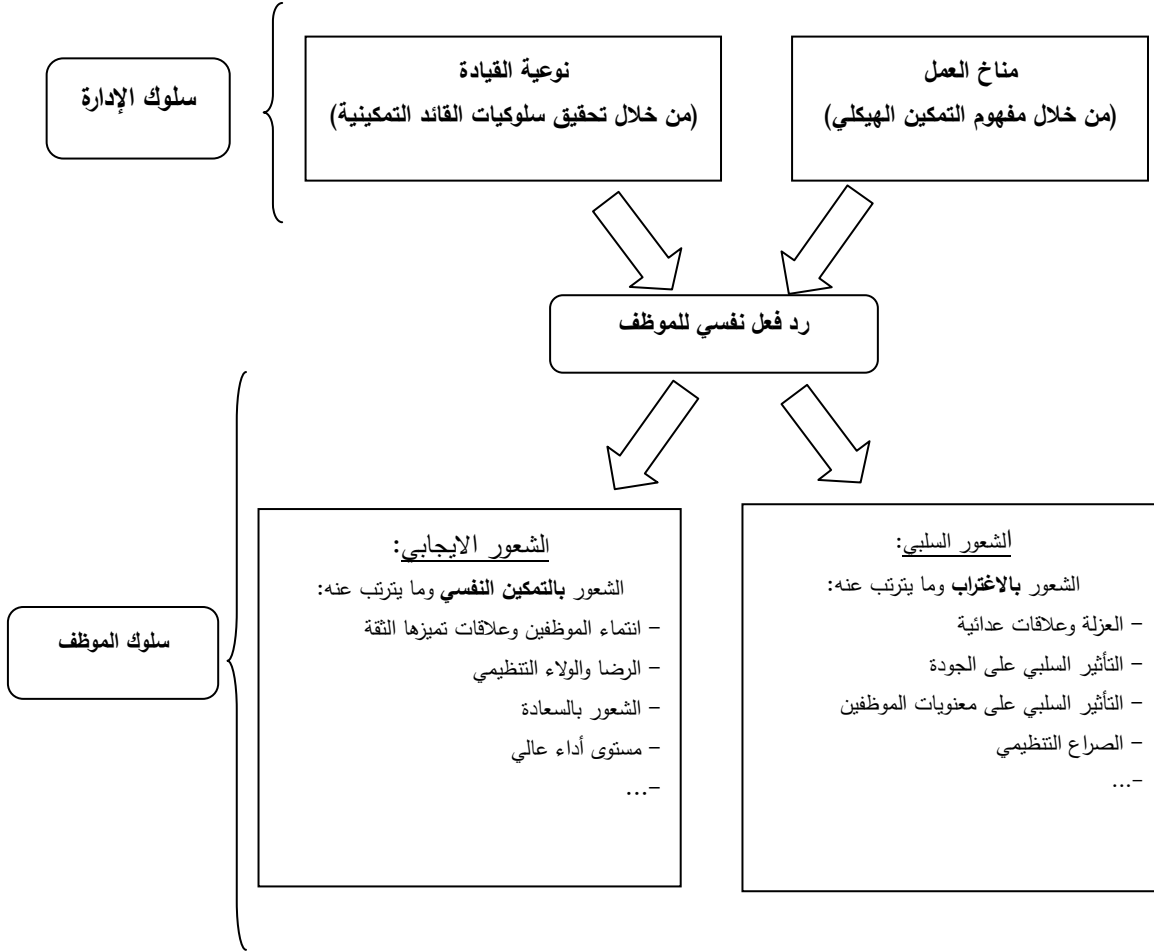 مناخ العمل
(من خلال مفهوم التمكين الهيكلي)
نوعية القيادة
(من خلال تحقيق سلوكيات القائد التمكينية)
سلوك الإدارة
رد فعل نفسي للموظف
الشعور السلبي:
الشعور بالاغتراب وما يترتب عنه:
- العزلة وعلاقات عدائية
- التأثير السلبي على الجودة
- التأثير السلبي على معنويات الموظفين
- الصراع التنظيمي
-...
الشعور الايجابي:
الشعور بالتمكين النفسي وما يترتب عنه:
- انتماء الموظفين وعلاقات تميزها الثقة
- الرضا والولاء التنظيمي
- الشعور بالسعادة
- مستوى أداء عالي
-...
سلوك الموظف